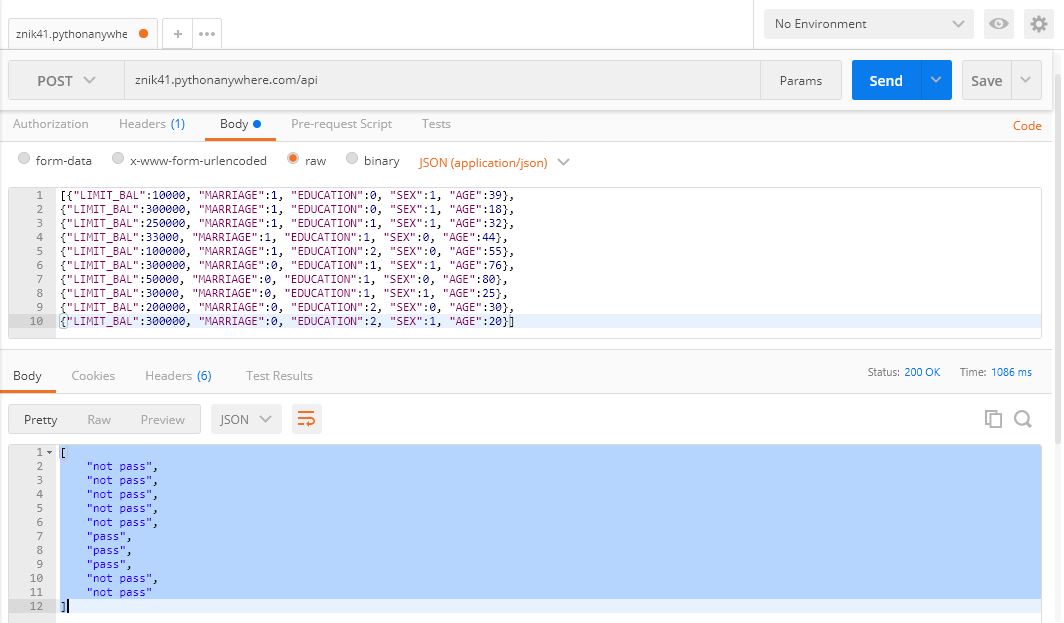 znik41.pythonanywhe
No Environment
POST
znik41.pythonanywhere.com/api
Params
Send
Save
Authorization
Headers (1)
Body
Pre-request Script
Tests
Code
form-data
x-www-form-urlencoded
raw
binary
JSON (application/json)
1 [{"LIMIT_BAL":10000, "MARRIAGE":1, "EDUCATION":0, "SEX":1, "AGE":39},
2 {"LIMIT_BAL":300000, "MARRIAGE":1, "EDUCATION":0, "SEX":1, "AGE":18},
3 {"LIMIT_BAL":250000, "MARRIAGE":1, "EDUCATION":1, "SEX":1, "AGE":32},
4 {"LIMIT_BAL":33000, "MARRIAGE":1, "EDUCATION":1, "SEX":0, "AGE":44},
5 {"LIMIT_BAL":100000, "MARRIAGE":1, "EDUCATION":2, "SEX":0, "AGE":55},
6 {"LIMIT_BAL":300000, "MARRIAGE":0, "EDUCATION":1, "SEX":1, "AGE":76},
7 {"LIMIT_BAL":50000, "MARRIAGE":0, "EDUCATION":1, "SEX":0, "AGE":80},
8 {"LIMIT_BAL":30000, "MARRIAGE":0, "EDUCATION":1, "SEX":1, "AGE":25},
9 {"LIMIT_BAL":200000, "MARRIAGE":0, "EDUCATION":2, "SEX":0, "AGE":30},
10 {"LIMIT_BAL":300000, "MARRIAGE":0, "EDUCATION":2, "SEX":1, "AGE":20}]
Body
Cookies
Headers (6)
Test Results
Status: 200 OK
Time: 1086 ms
Pretty
Raw
Preview
JSON
1 [
2 "not pass",
3 "not pass",
4 "not pass",
5 "not pass",
6 "not pass",
7 "pass",
8 "pass",
9 "pass",
10 "not pass",
11 "not pass"
12 ]